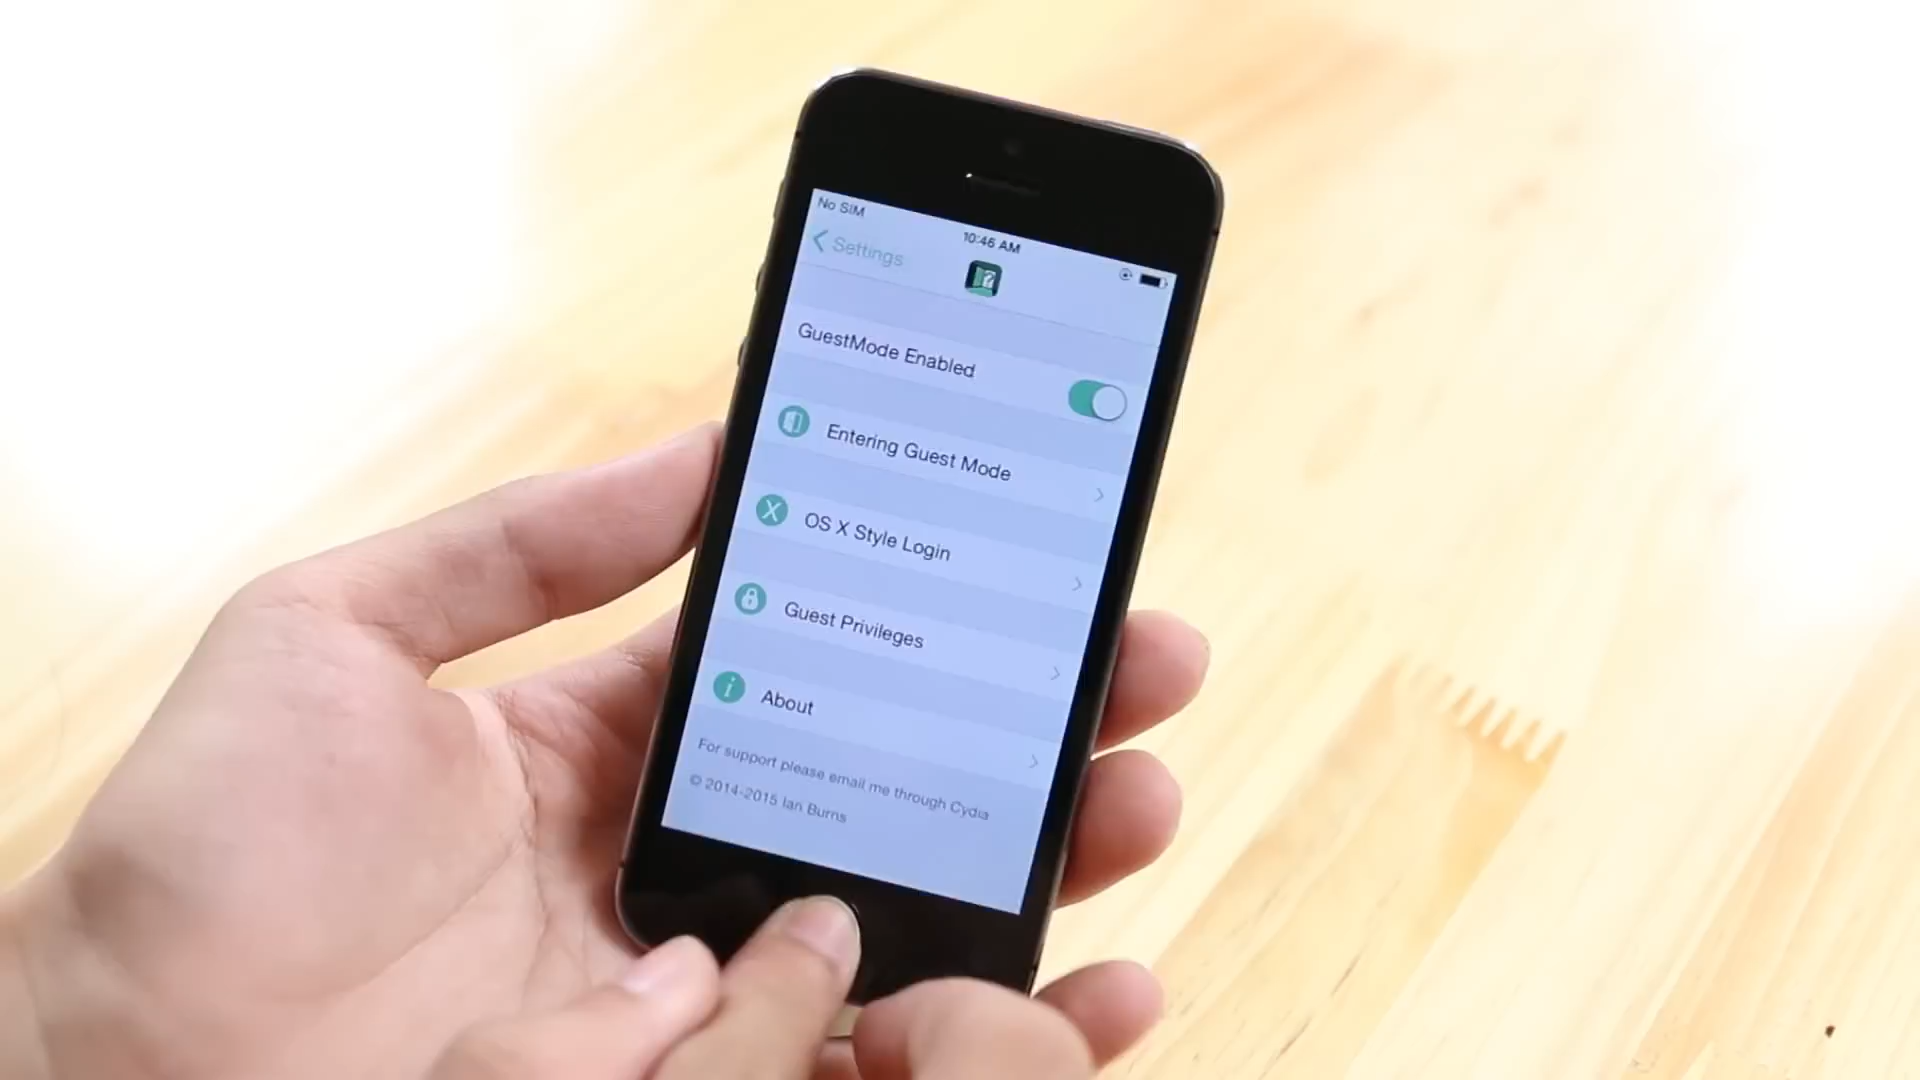 No SIM
10:46 AM
Settings
GuestMode Enabled
Entering Guest Mode
X
OS X Style Login
Guest Privileges
i
About
For support please email me through Cydia
© 2014-2015 Ian Burns